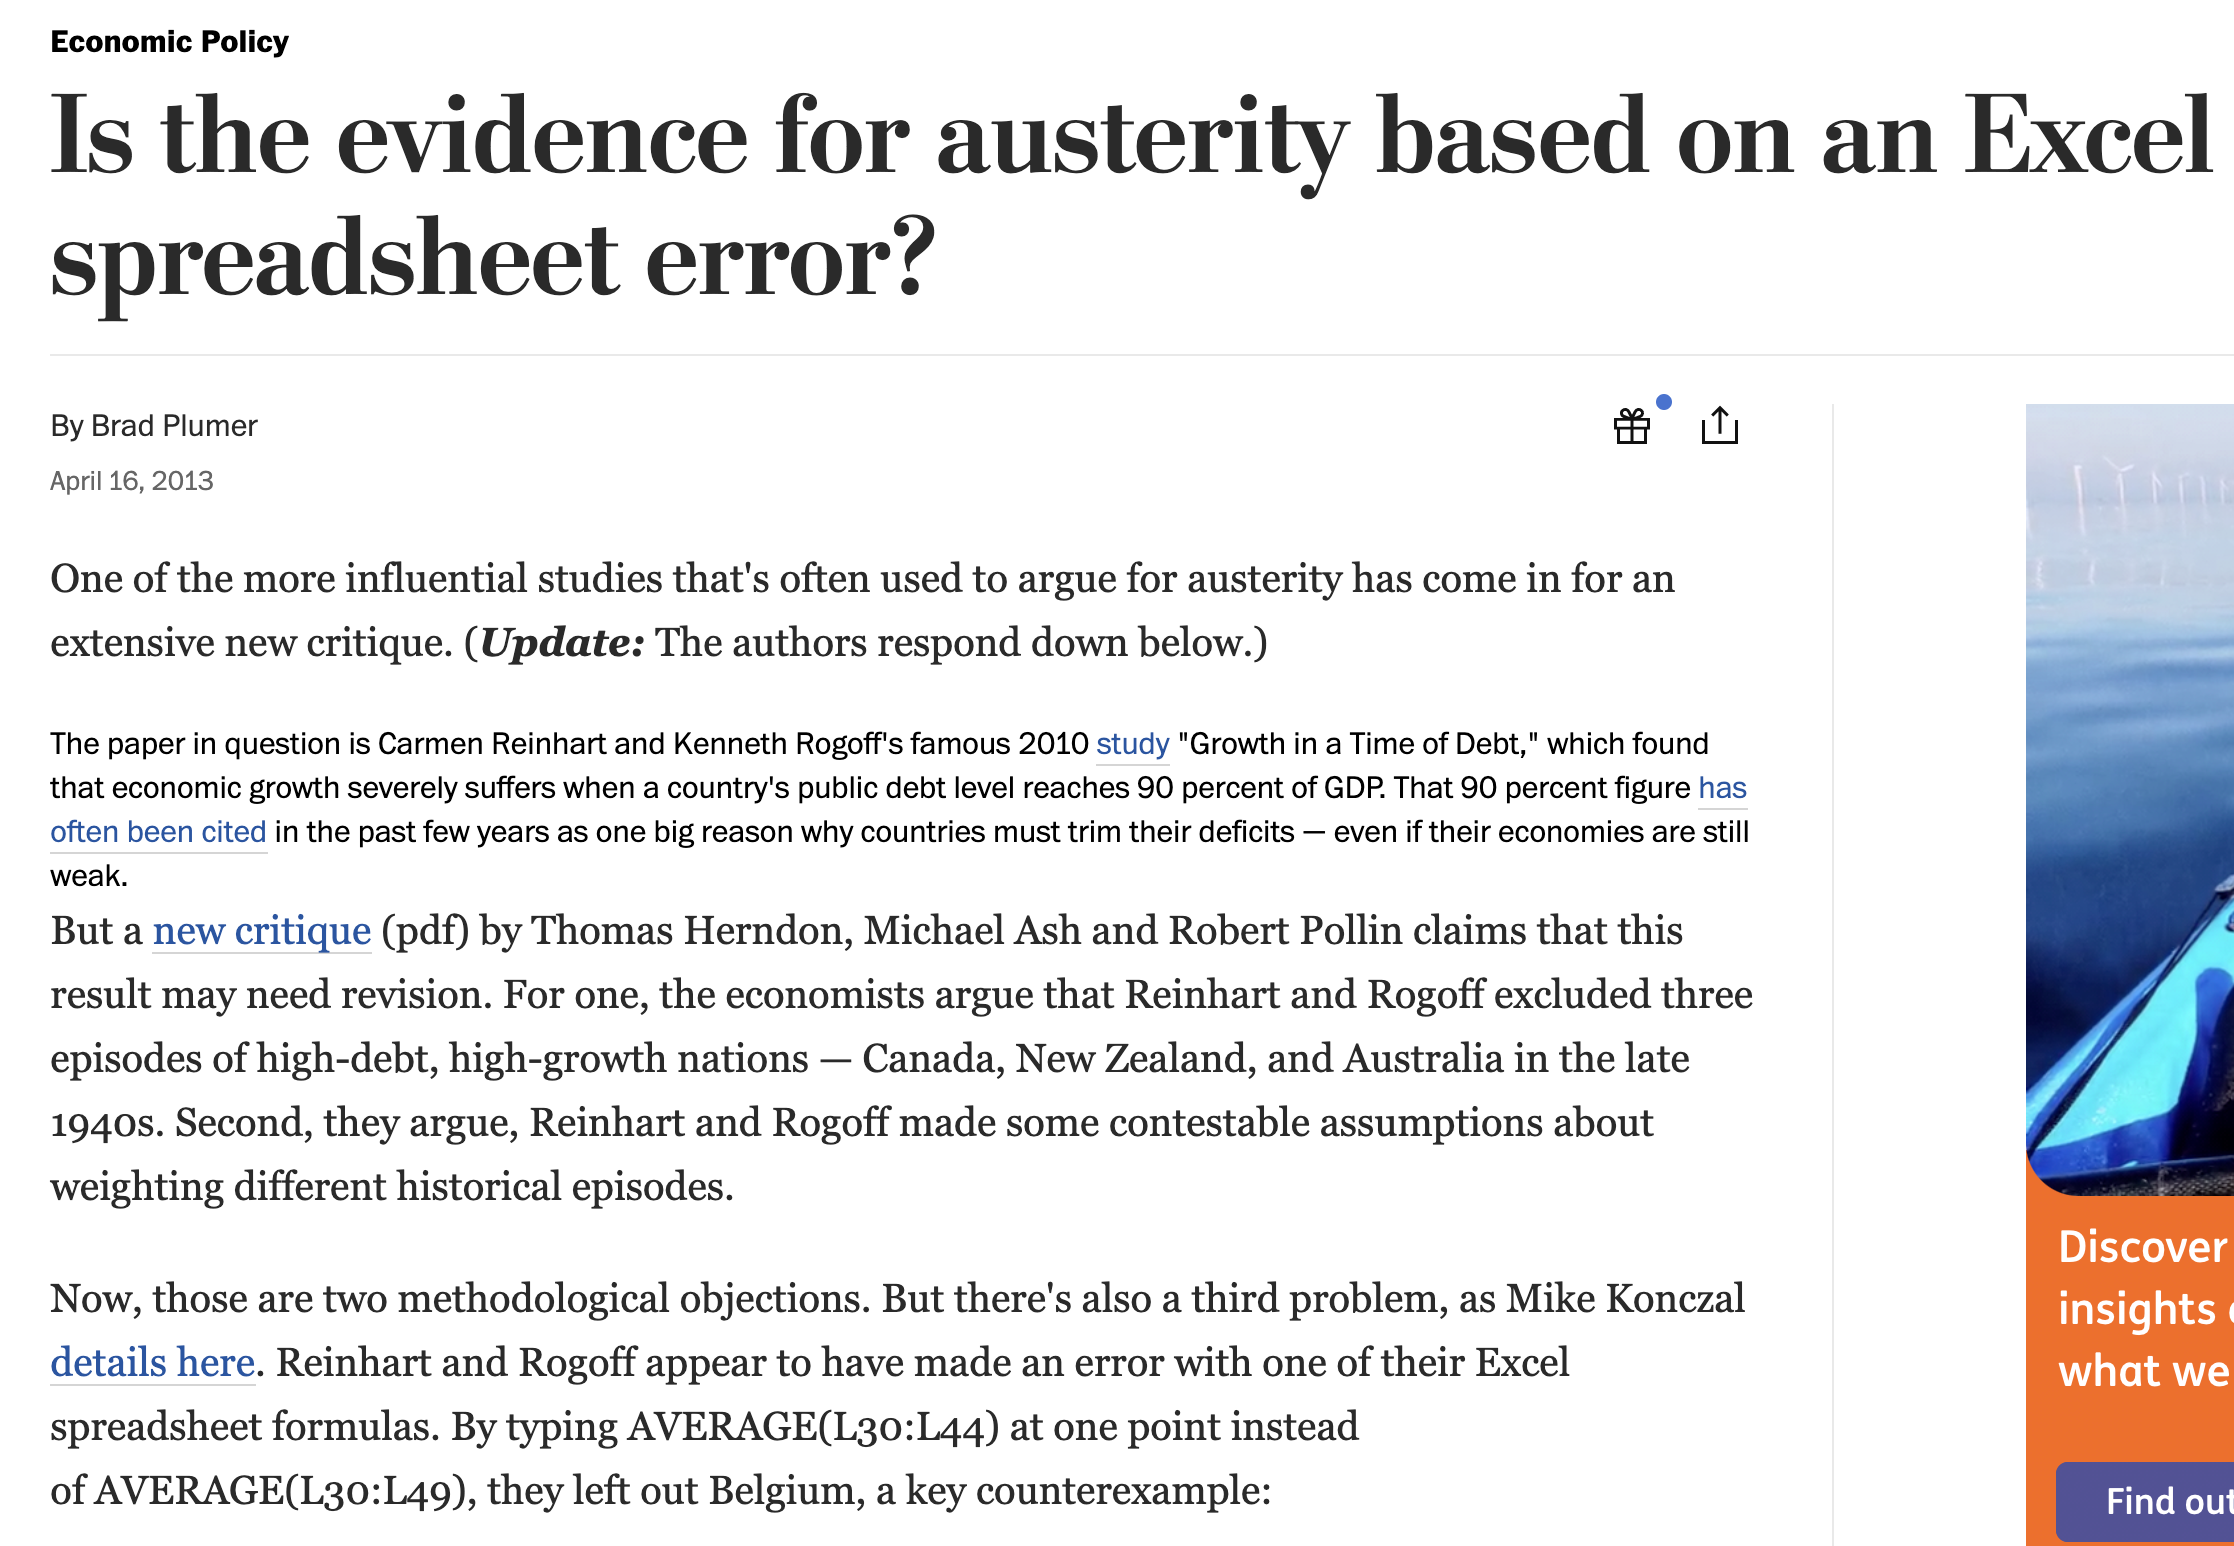 Economic Policy
Is the evidence for austerity based on an Excel
spreadsheet error?
By Brad Plumer
April 16, 2013
One of the more influential studies that's often used to argue for austerity has come in for an
extensive new critique. (Update: The authors respond down below.)
The paper in question is Carmen Reinhart and Kenneth Rogoff's famous 2010 study "Growth in a Time of Debt," which found
that economic growth severely suffers when a country's public debt level reaches 90 percent of GDP. That 90 percent figure has
often been cited in the past few years as one big reason why countries must trim their deficits — even if their economies are still
weak.
But a new critique (pdf) by Thomas Herndon, Michael Ash and Robert Pollin claims that this
result may need revision. For one, the economists argue that Reinhart and Rogoff excluded three
episodes of high-debt, high-growth nations — Canada, New Zealand, and Australia in the late
1940s. Second, they argue, Reinhart and Rogoff made some contestable assumptions about
weighting different historical episodes.
Now, those are two methodological objections. But there's also a third problem, as Mike Konczal
details here. Reinhart and Rogoff appear to have made an error with one of their Excel
spreadsheet formulas. By typing AVERAGE(L30:L44) at one point instead
of AVERAGE(L30:L49), they left out Belgium, a key counterexample:
Discover
insights
what we
Find out